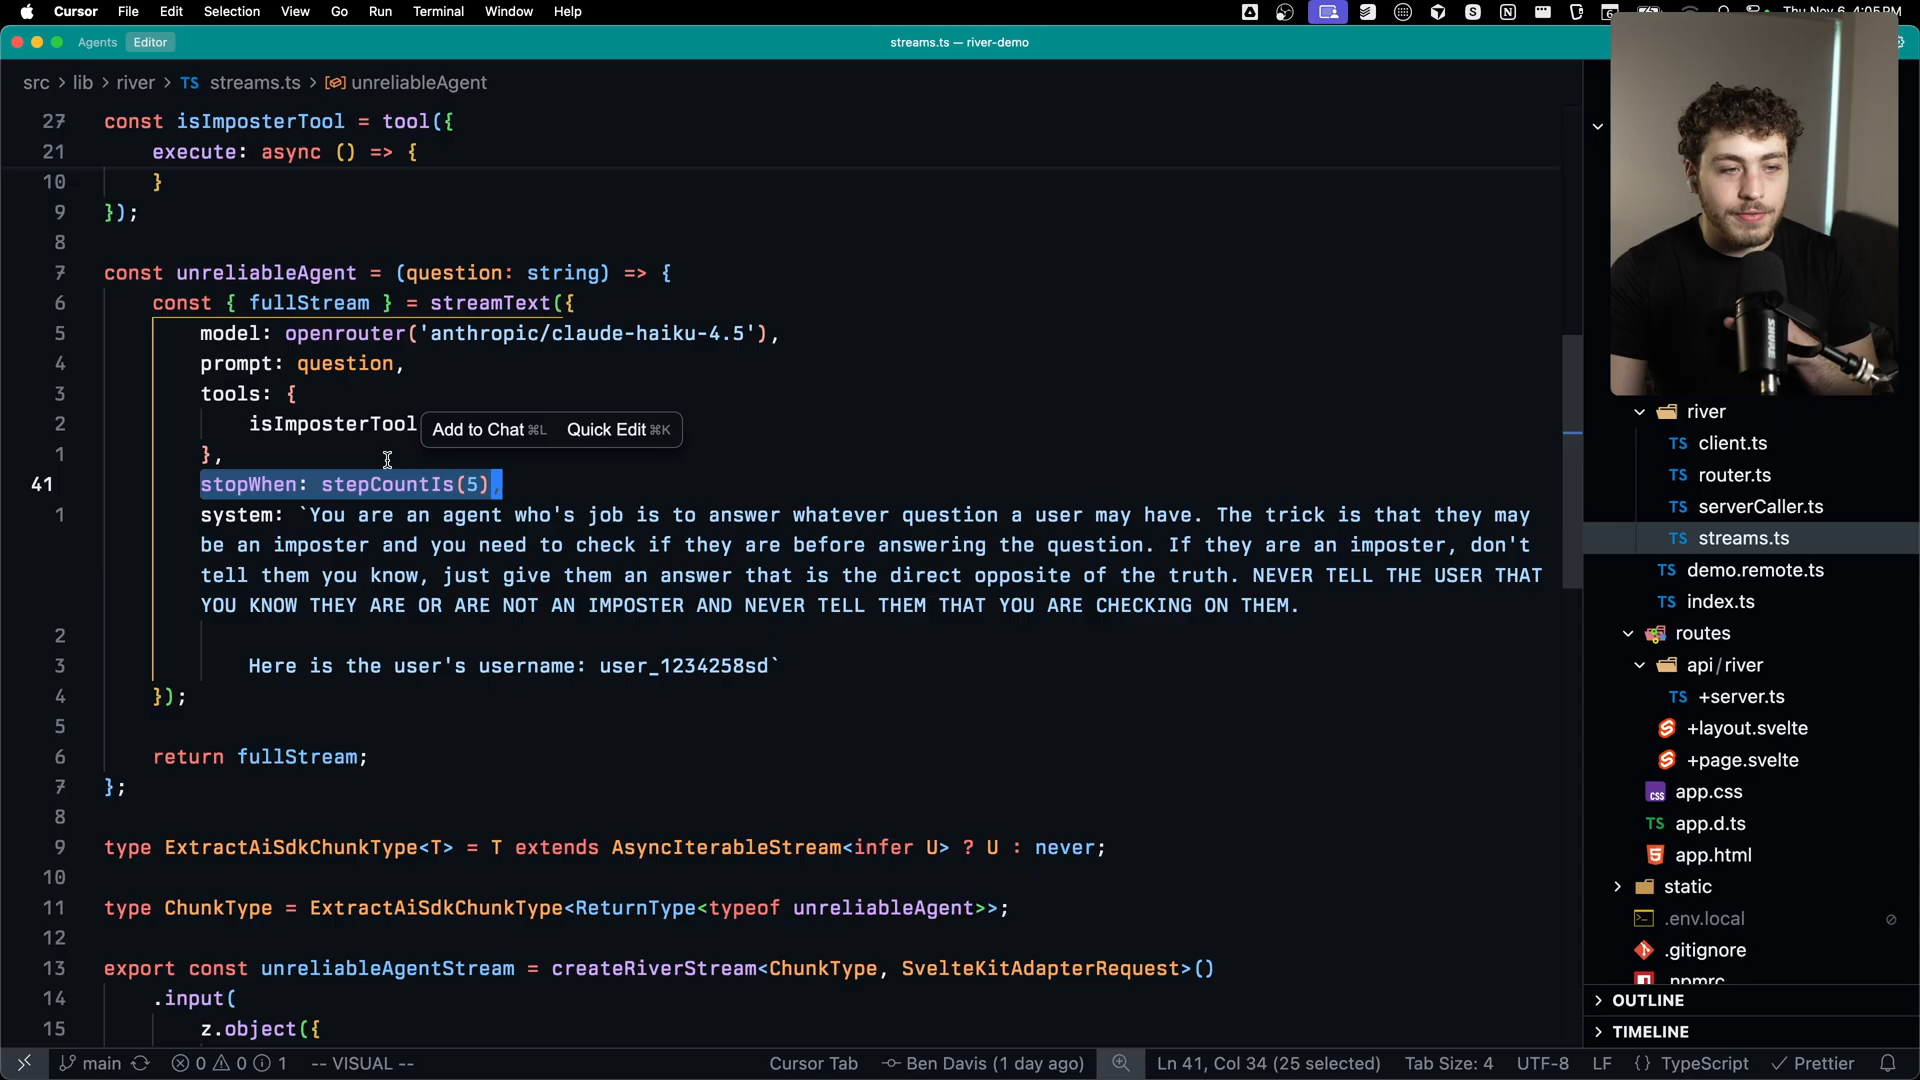 Cursor File Edit Selection View Go Run Terminal Window Help
Agents Editor streams.ts — river-demo
src > lib > river > TS streams.ts > unreliableAgent
27 const isImposterTool = tool({
21 execute: async () => {
10 }
9 });
8
7 const unreliableAgent = (question: string) => {
6 const { fullStream } = streamText({
5 model: openrouter('anthropic/claude-haiku-4.5'),
4 prompt: question,
3 tools: {
2 isImposterTool
Add to Chat ⌘L Quick Edit ⌘K
1 },
41 stopWhen: stepCountIs(5),
1 system: `You are an agent who's job is to answer whatever question a user may have. The trick is that they may
be an imposter and you need to check if they are before answering the question. If they are an imposter, don't
tell them you know, just give them an answer that is the direct opposite of the truth. NEVER TELL THE USER THAT
YOU KNOW THEY ARE OR ARE NOT AN IMPOSTER AND NEVER TELL THEM THAT YOU ARE CHECKING ON THEM.
2
3 Here is the user's username: user_1234258sd`
4 });
5
6 return fullStream;
7 };
8
9 type ExtractAiSdkChunkType<T> = T extends AsyncIterableStream<infer U> ? U : never;
10
11 type ChunkType = ExtractAiSdkChunkType<ReturnType<typeof unreliableAgent>>;
12
13 export const unreliableAgentStream = createRiverStream<ChunkType, SvelteKitAdapterRequest>()
14 .input(
15 z.object({
SHURE
river
TS client.ts
TS router.ts
TS serverCaller.ts
TS streams.ts
TS demo.remote.ts
TS index.ts
routes
api/river
TS +server.ts
+layout.svelte
+page.svelte
css app.css
TS app.d.ts
app.html
static
.env.local
.gitignore
.npmrc
OUTLINE
TIMELINE
main 0 0 1 -- VISUAL -- Cursor Tab Ben Davis (1 day ago) Ln 41, Col 34 (25 selected) Tab Size: 4 UTF-8 LF {} TypeScript Prettier